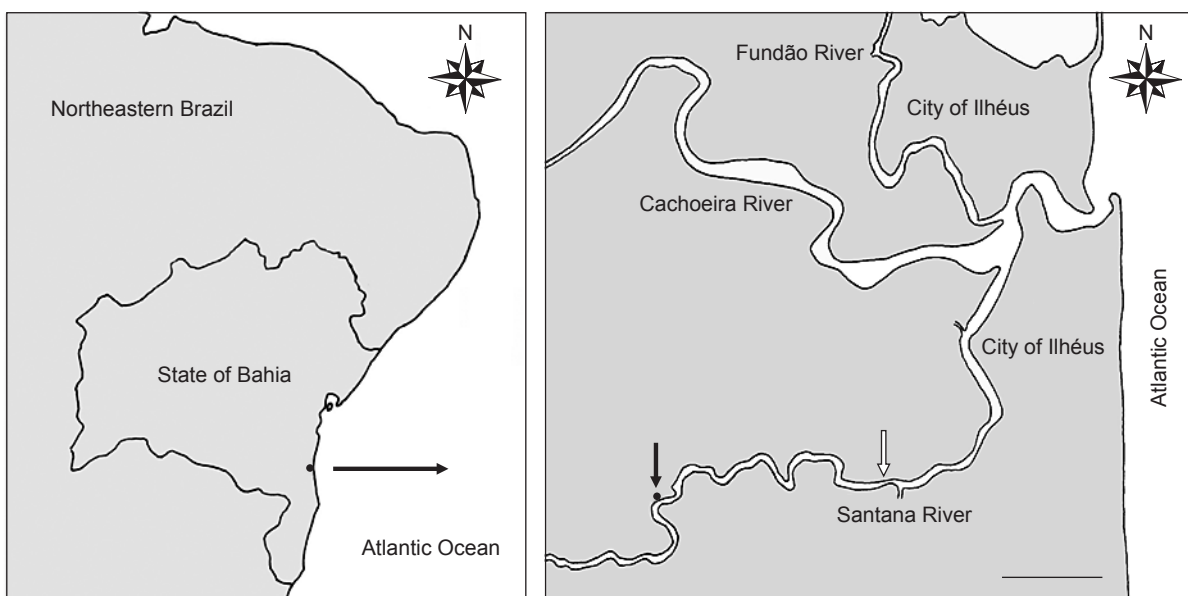 N
Northeastern Brazil
State of Bahia
Atlantic Ocean
N
Fundão River
City of Ilhéus
Cachoeira River
City of Ilhéus
Atlantic Ocean
Santana River